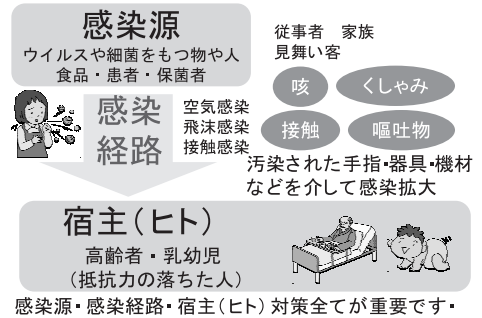 感染源
ウイルスや細菌をもつ物や人
食品・患者・保菌者
従事者 家族
見舞い客
咳
くしゃみ
感染
経路
空気感染
飛沫感染
接触感染
接触
嘔吐物
汚染された手指・器具・機材
などを介して感染拡大
宿主(ヒト)
高齢者・乳幼児
(抵抗力の落ちた人)
感染源・感染経路・宿主(ヒト)対策全てが重要です・